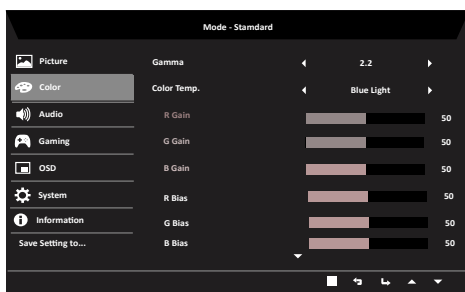 Mode - Stamdard
Picture
Gamma
2.2
Color
Color Temp.
Blue Light
Audio
R Gain
50
Gaming
G Gain
50
OSD
B Gain
50
System
R Bias
50
Information
G Bias
50
Save Setting to...
B Bias
50